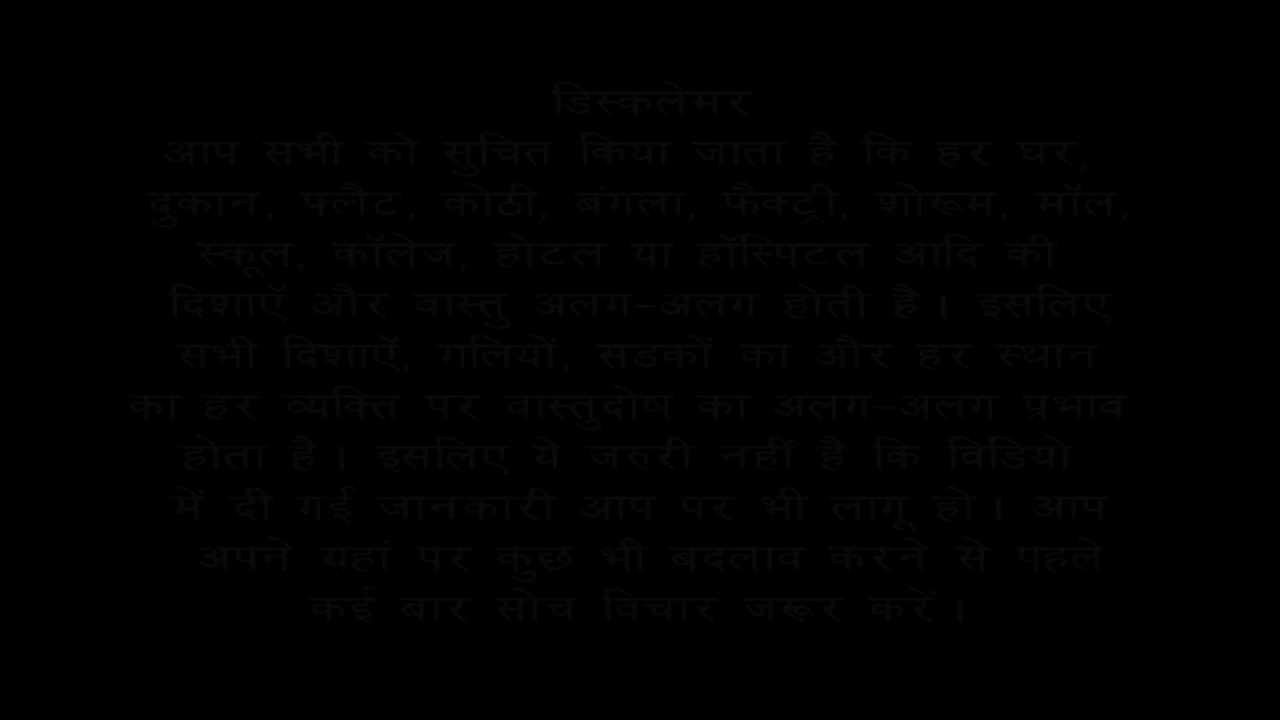 डिस्कलेमर
आप सभी को सुचित किया जाता है कि हर घर,
दुकान, फ्लैट, कोठी, बंगला, फैक्ट्री, शोरूम, मॉल,
स्कूल, कॉलेज, होटल या हॉस्पिटल आदि की
दिशाऍ और वास्तु अलग-अलग होती है। इसलिए
सभी दिशाऍ, गलियों, सडकों का और हर स्थान
का हर व्यक्ति पर वास्तुदोष का अलग-अलग प्रभाव
होता है। इसलिए ये जरुरी नहीं है कि विडियो
में दी गई जानकारी आप पर भी लागू हो। आप
अपने यहां पर कुछ भी बदलाव करने से पहले
कई बार सोच विचार जरूर करें।